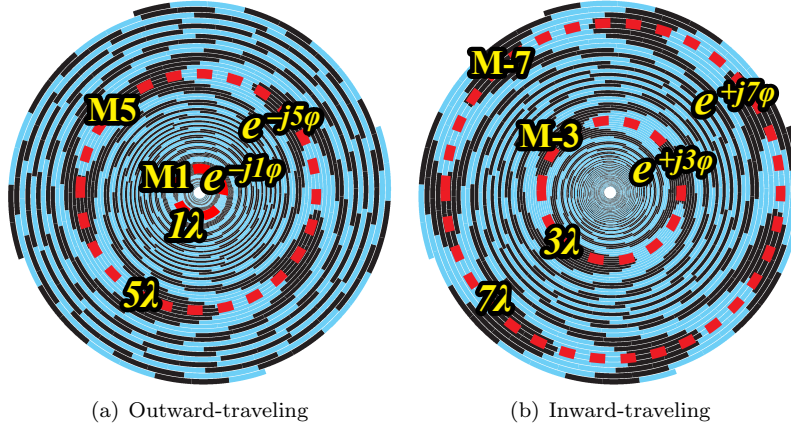 M5
e^{−j5φ}
M1
e^{−j1φ}
1λ
5λ
(a) Outward-traveling
M-7
e^{+j7φ}
M-3
e^{+j3φ}
3λ
7λ
(b) Inward-traveling